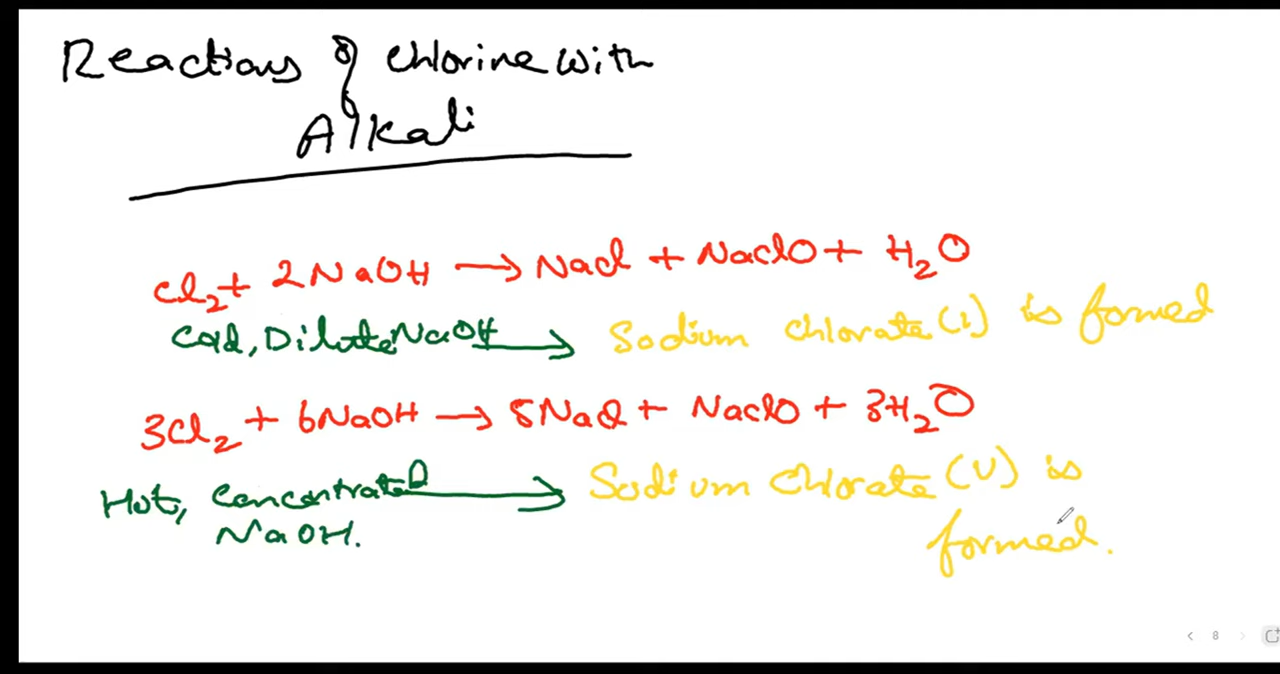 Reactions of Chlorine with
Alkali
Cl₂ + 2NaOH → NaCl + NaClO + H₂O
Cold, Dilute NaOH → Sodium Chlorate (I) is formed
3Cl₂ + 6NaOH → 5NaCl + NaClO + 3H₂O
Hot, Concentrated → Sodium Chlorate (V) is
NaOH.
formed.
8